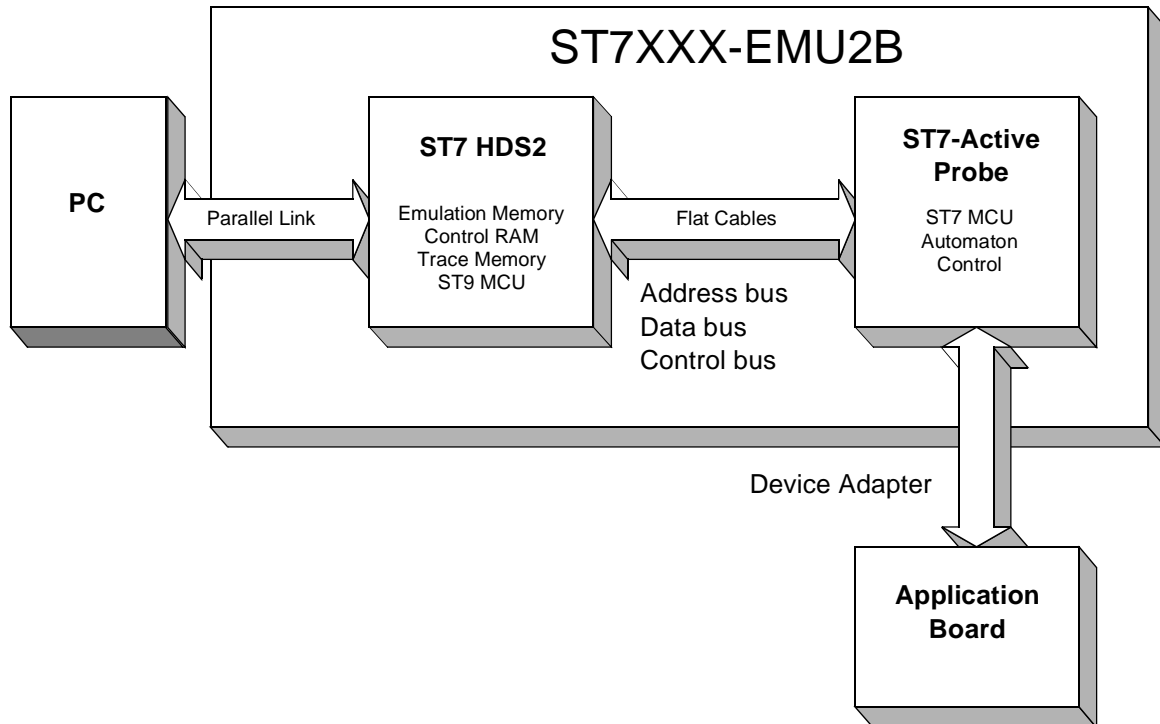 ST7XXX-EMU2B
PC
Parallel Link
ST7 HDS2
Emulation Memory
Control RAM
Trace Memory
ST9 MCU
Flat Cables
Address bus
Data bus
Control bus
ST7-Active
Probe
ST7 MCU
Automaton
Control
Device Adapter
Application
Board